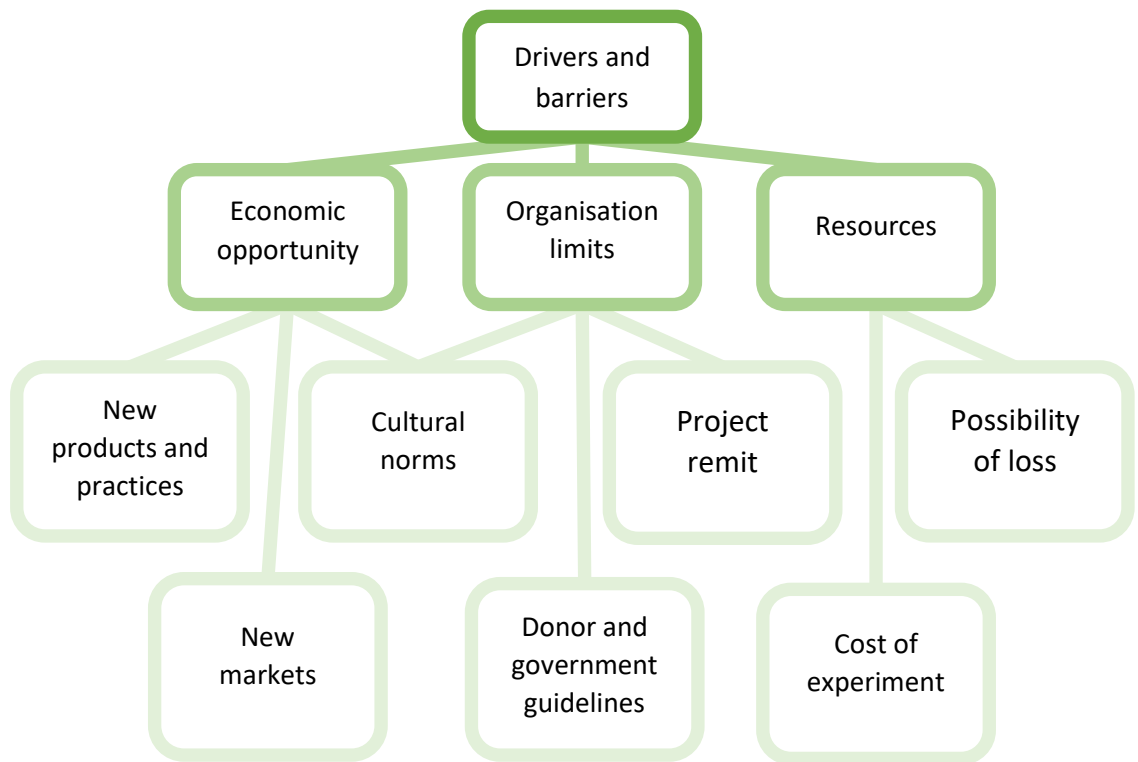 Drivers and
barriers
Economic
opportunity
Organisation
limits
Resources
New
products and
practices
Cultural
norms
Project
remit
Possibility
of loss
New
markets
Donor and
government
guidelines
Cost of
experiment